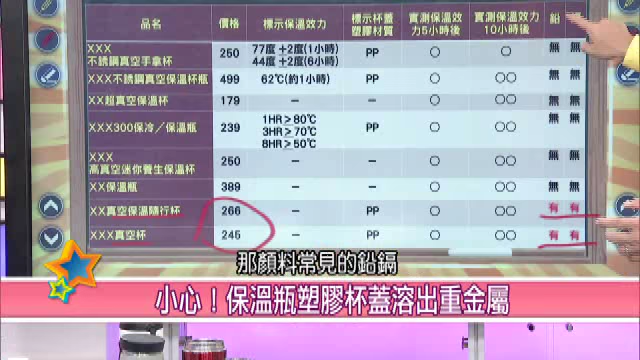 品名 價格 標示保溫效力 標示杯蓋塑膠材質 實測保溫效力5小時後 實測保溫效力10小時後 鉛
XXX不銹鋼真空手拿杯 250 77度 +2度(1小時) 44度 +2度(6小時) PP ○ ○ 無 無
XXX不銹鋼真空保溫杯瓶 499 62℃(約1小時) PP ○ ○○ 無 無
XX超真空保溫杯 179 − − ○ ○○ 無 無
XXX300保冷／保溫瓶 239 1HR≧80℃ 3HR≧70℃ 8HR≧50℃ PP ○ ○○ 無 無
XXX高真空迷你養生保溫杯 250 − − ○ ○○ 無 無
XX保溫瓶 389 − − ○ ○○ 無 無
XX真空保溫隨行杯 266 − PP ○ ○○ 有 有
XXX真空杯 245 − PP ○ ○○ 有 有
那顏料常見的鉛鎘
小心！保溫瓶塑膠杯蓋溶出重金屬